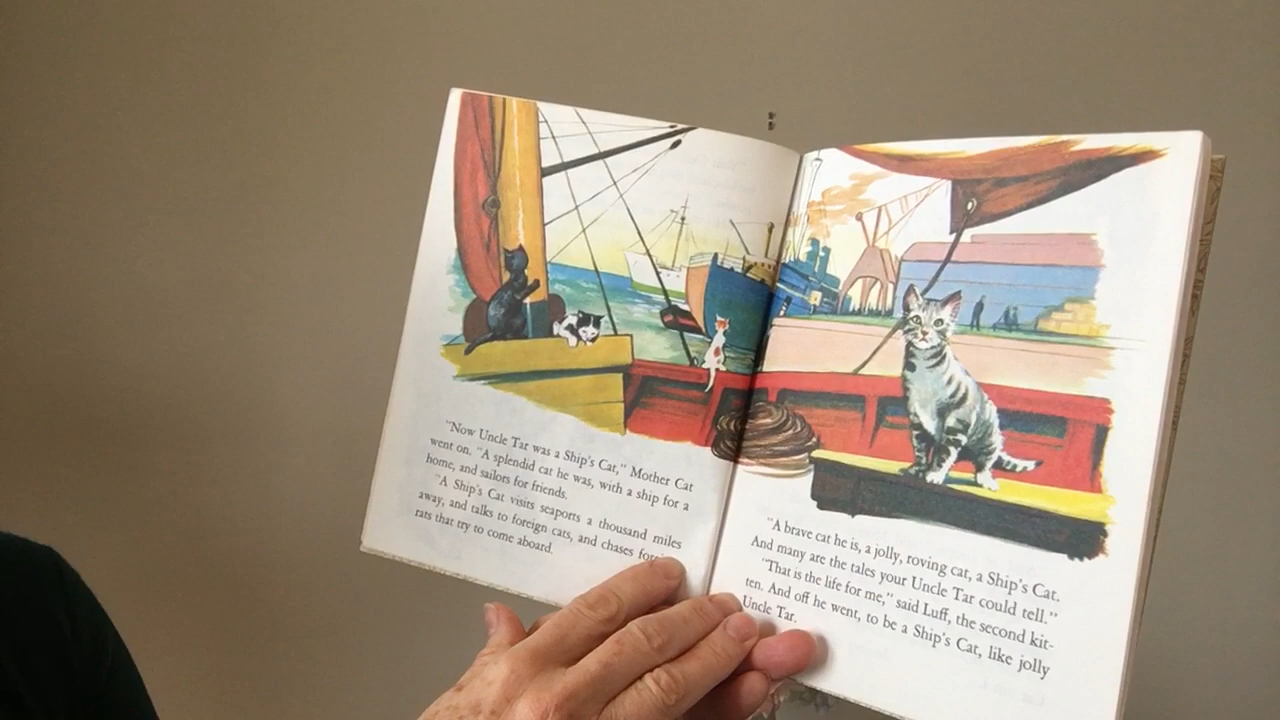 "Now Uncle Tar was a Ship's Cat," Mother Cat
went on. "A splendid cat he was, with a ship for a
home, and sailors for friends.
"A Ship's Cat visits seaports a thousand miles
away, and talks to foreign cats, and chases
rats that try to come aboard.
"A brave cat he is, a jolly, roving cat, a Ship's Cat.
And many are the tales your Uncle Tar could tell."
"That is the life for me," said Luff, the second kit-
ten. And off he went, to be a Ship's Cat, like jolly
Uncle Tar.